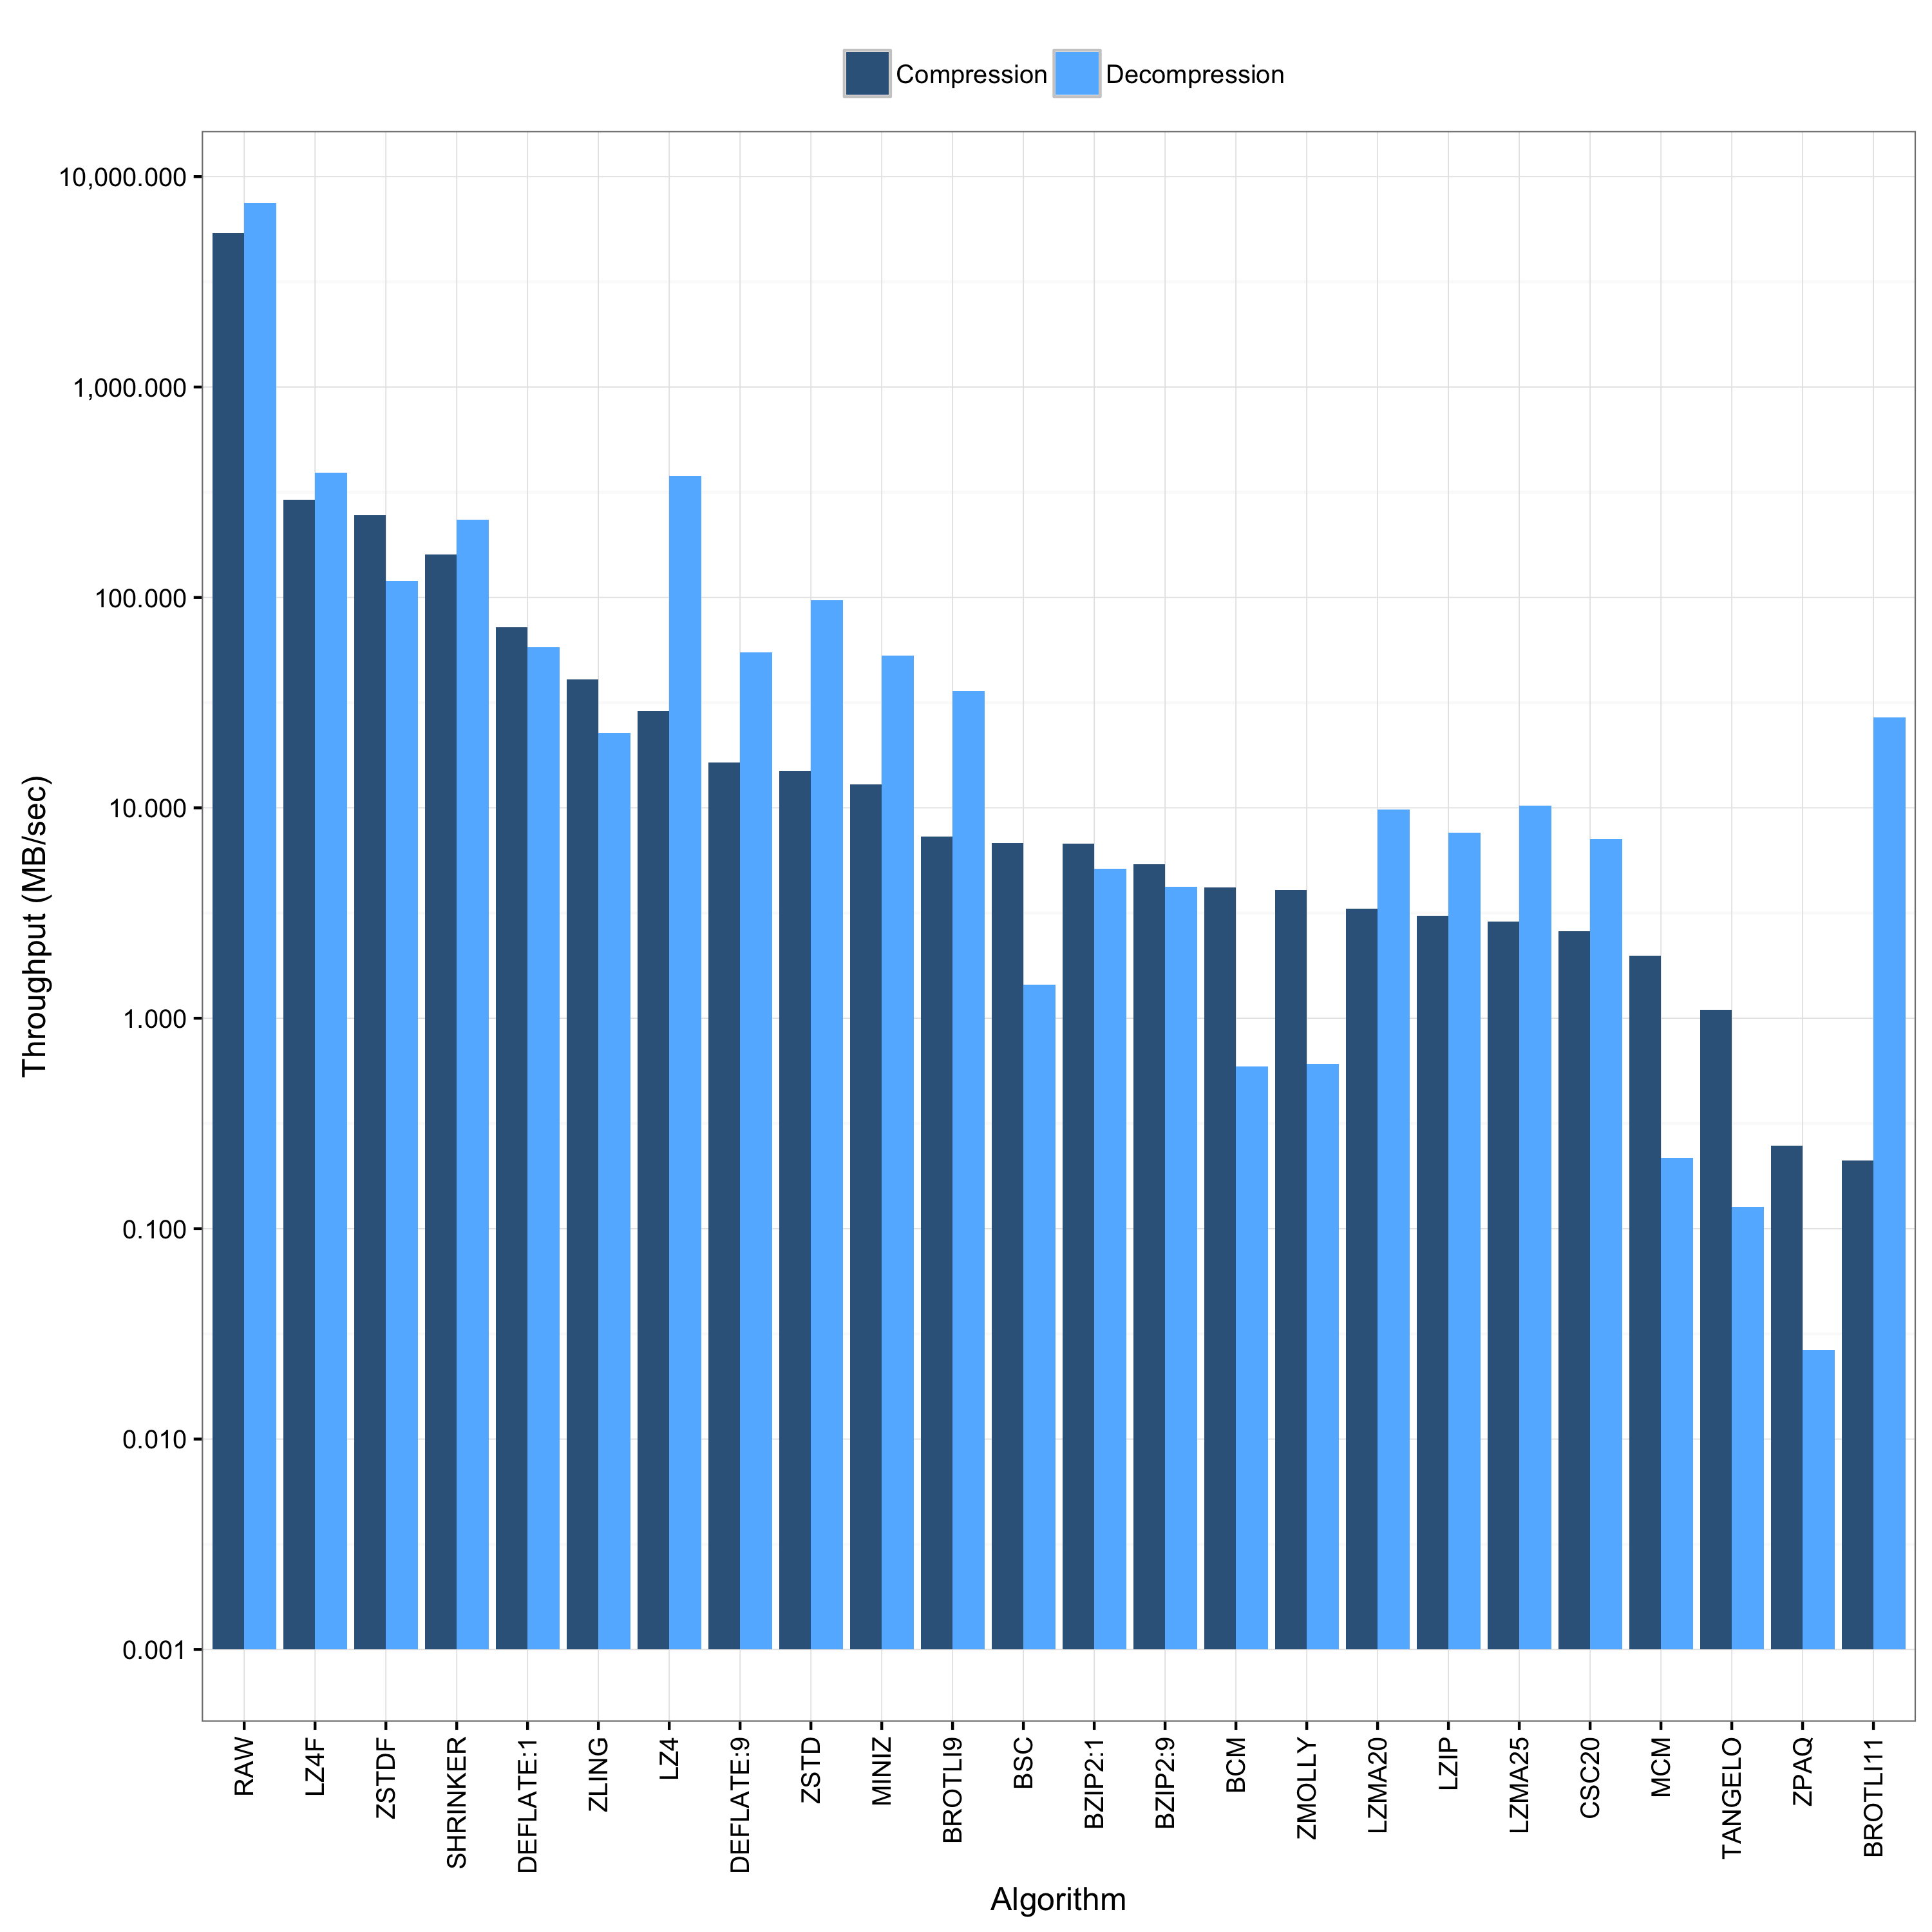 Compression Decompression
10,000.000
1,000.000
100.000
10.000
1.000
0.100
0.010
0.001
Throughput (MB/sec)
RAW
LZ4F
ZSTDF
SHRINKER
DEFLATE:1
ZLING
LZ4
DEFLATE:9
ZSTD
MINIZ
BROTLI9
BSC
BZIP2:1
BZIP2:9
BCM
ZMOLLY
LZMA20
LZIP
LZMA25
CSC20
MCM
TANGELO
ZPAQ
BROTLI11
Algorithm